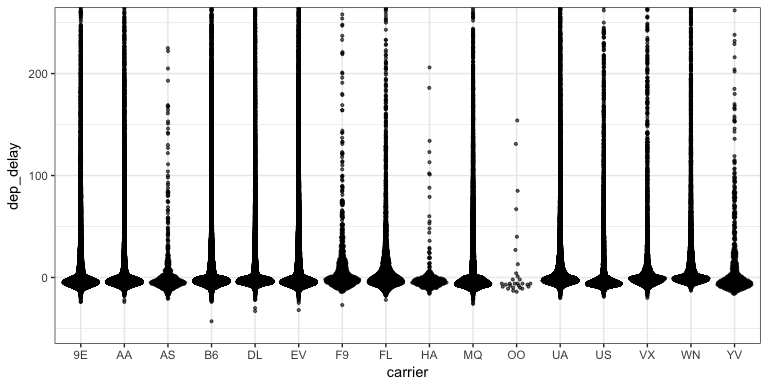 dep_delay
200
100
0
9E AA AS B6 DL EV F9 FL HA MQ OO UA US VX WN YV
carrier